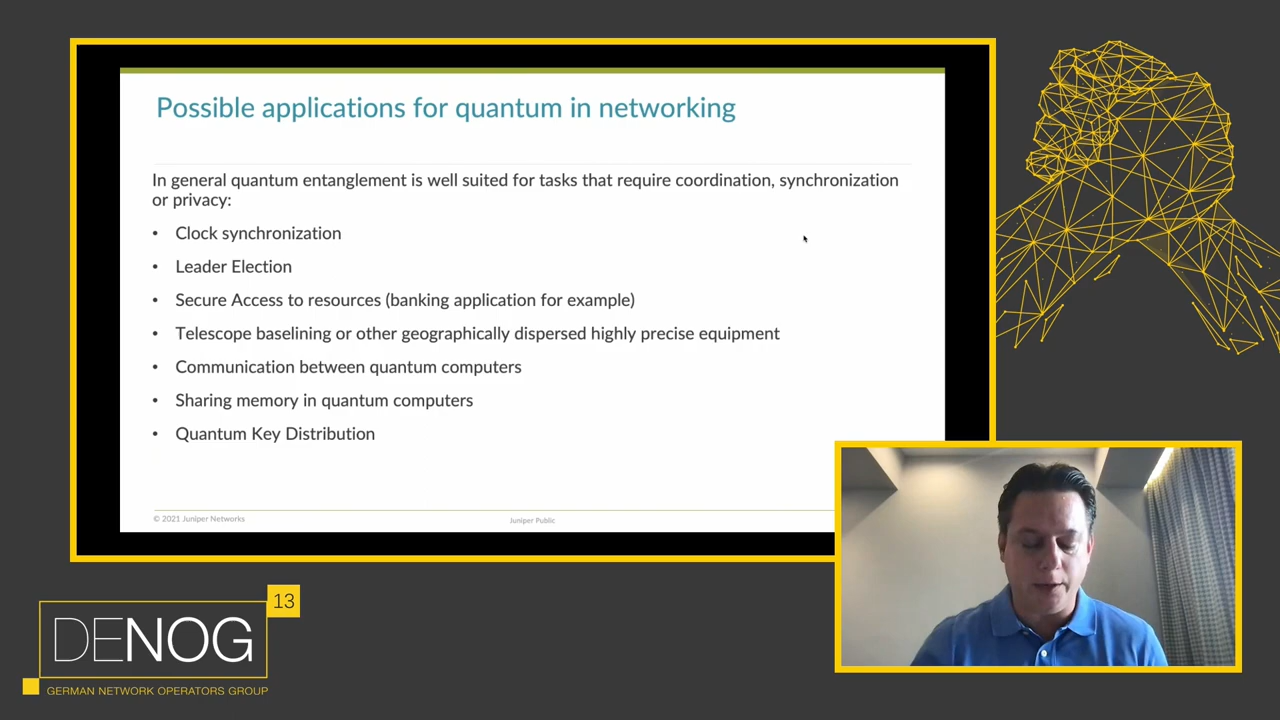 Possible applications for quantum in networking
In general quantum entanglement is well suited for tasks that require coordination, synchronization
or privacy:
• Clock synchronization
• Leader Election
• Secure Access to resources (banking application for example)
• Telescope baselining or other geographically dispersed highly precise equipment
• Communication between quantum computers
• Sharing memory in quantum computers
• Quantum Key Distribution
© 2021 Juniper Networks
Juniper Public
13
DENOG
GERMAN NETWORK OPERATORS GROUP